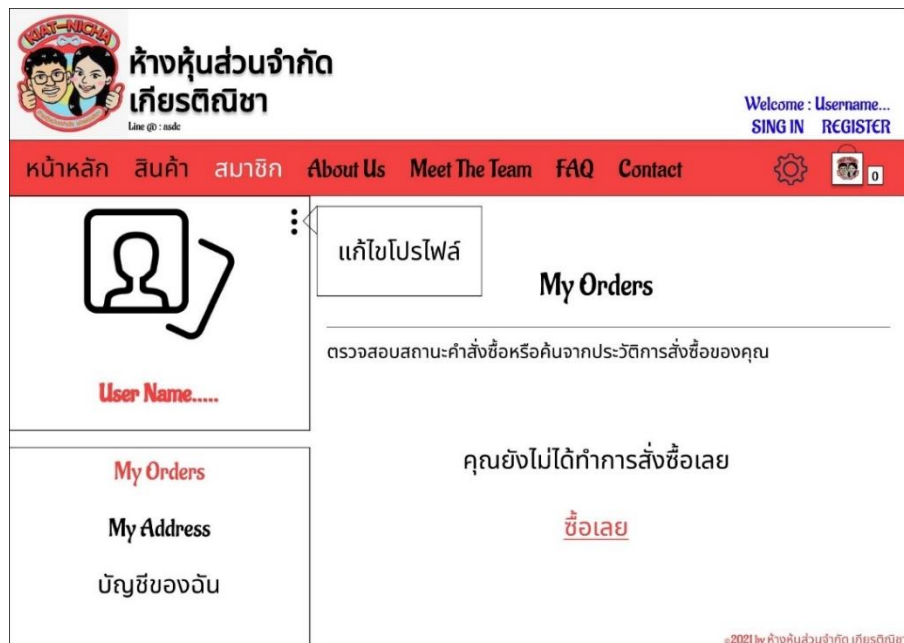 KIAT-NICHA
ห้างหุ้นส่วนจำกัด
เกียรติณิชา
Line @ : asdc
Welcome : Username...
SING IN REGISTER
หน้าหลัก สินค้า สมาชิก About Us Meet The Team FAQ Contact 0
แก้ไขโปรไฟล์
User Name.....
My Orders
My Address
บัญชีของฉัน
My Orders
ตรวจสอบสถานะคำสั่งซื้อหรือค้นจากประวัติการสั่งซื้อของคุณ
คุณยังไม่ได้ทำการสั่งซื้อเลย
ซื้อเลย
©2021 by ห้างหุ้นส่วนจำกัด เกียรติณิชา